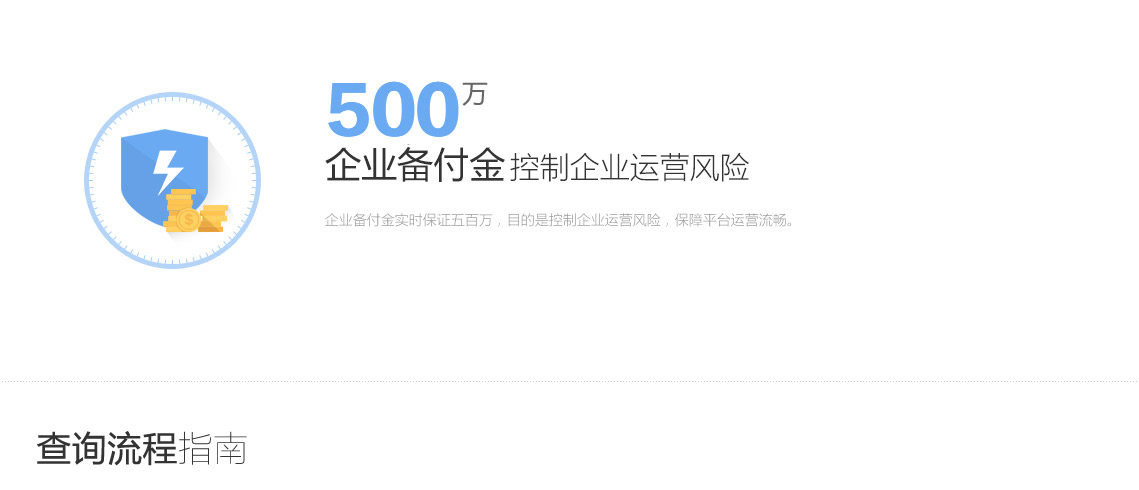 500万
企业备付金 控制企业运营风险
企业备付金实时保证五百万，目的是控制企业运营风险，保障平台运营流畅。
查询流程指南